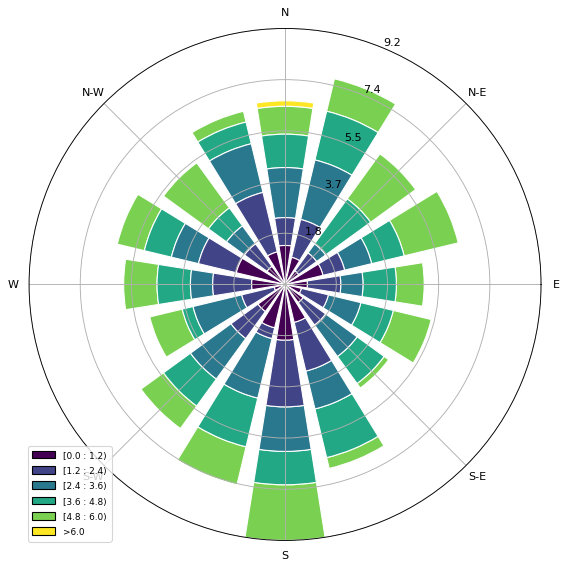 N
9.2
7.4
N-W
N-E
5.5
3.7
1.8
W
E
[0.0 : 1.2)
[1.2 : 2.4)
[2.4 : 3.6)
[3.6 : 4.8)
[4.8 : 6.0)
>6.0
S-W
S-E
S